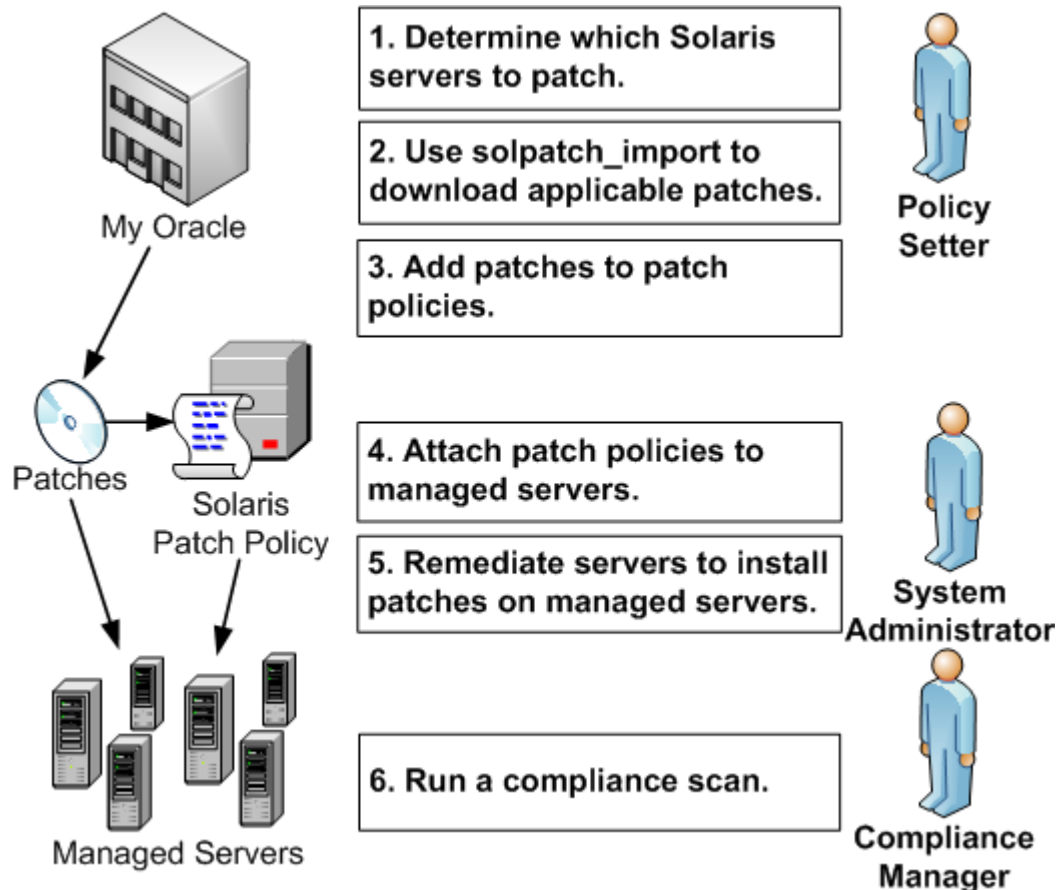 1. Determine which Solaris
servers to patch.
2. Use solpatch_import to
download applicable patches.
3. Add patches to patch
policies.
Policy
Setter
My Oracle
Patches
Solaris
Patch Policy
4. Attach patch policies to
managed servers.
5. Remediate servers to install
patches on managed servers.
System
Administrator
Managed Servers
6. Run a compliance scan.
Compliance
Manager